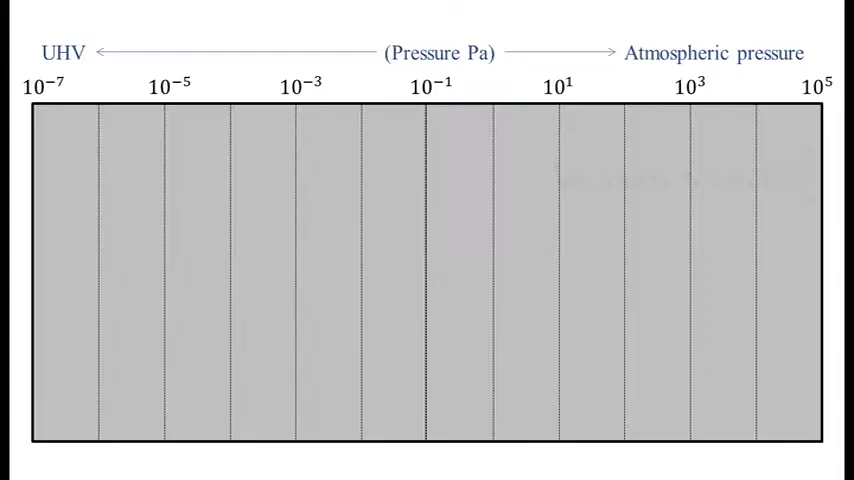 UHV (Pressure Pa) Atmospheric pressure
10⁻⁷ 10⁻⁵ 10⁻³ 10⁻¹ 10¹ 10³ 10⁵